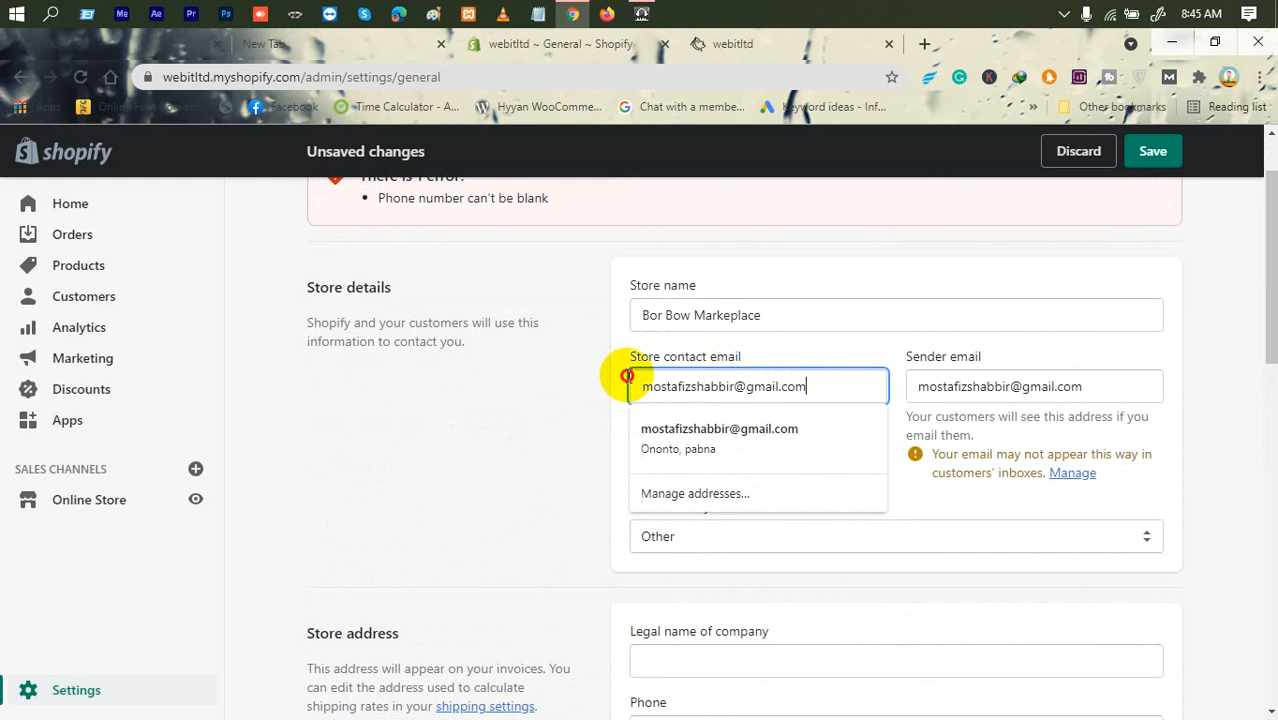 8:45 AM
New Tab
webitltd ~ General ~ Shopify
webitltd
webitltd.myshopify.com/admin/settings/general
Apps
Facebook
Time Calculator - A...
Hyyan WooComme...
Chat with a membe...
Keyword ideas - Inf...
Other bookmarks
Reading list
shopify
Unsaved changes
Discard
Save
There is 1 error:
Phone number can't be blank
Home
Orders
Products
Customers
Analytics
Marketing
Discounts
Apps
SALES CHANNELS
Online Store
Settings
Store details
Shopify and your customers will use this
information to contact you.
Store name
Bor Bow Markeplace
Store contact email
mostafizshabbir@gmail.com
mostafizshabbir@gmail.com
Ononto, pabna
Manage addresses...
Sender email
mostafizshabbir@gmail.com
Your customers will see this address if you
email them.
Your email may not appear this way in
customers' inboxes. Manage
Other
Store address
This address will appear on your invoices. You
can edit the address used to calculate
shipping rates in your shipping settings.
Legal name of company
Phone